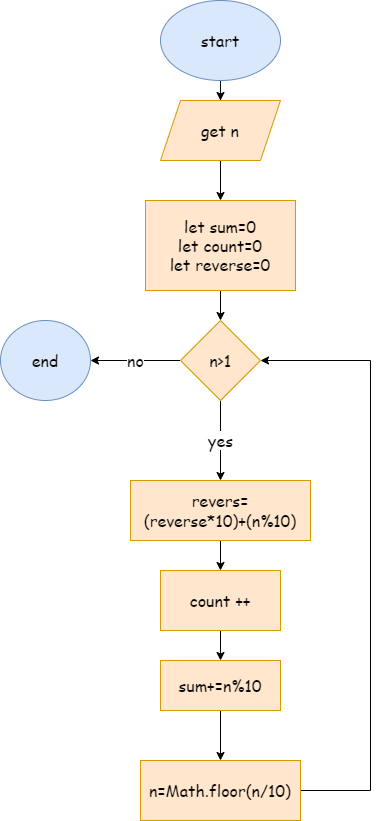 start
get n
let sum=0
let count=0
let reverse=0
n>1
no
end
yes
revers=
(reverse*10)+(n%10)
count ++
sum+=n%10
n=Math.floor(n/10)